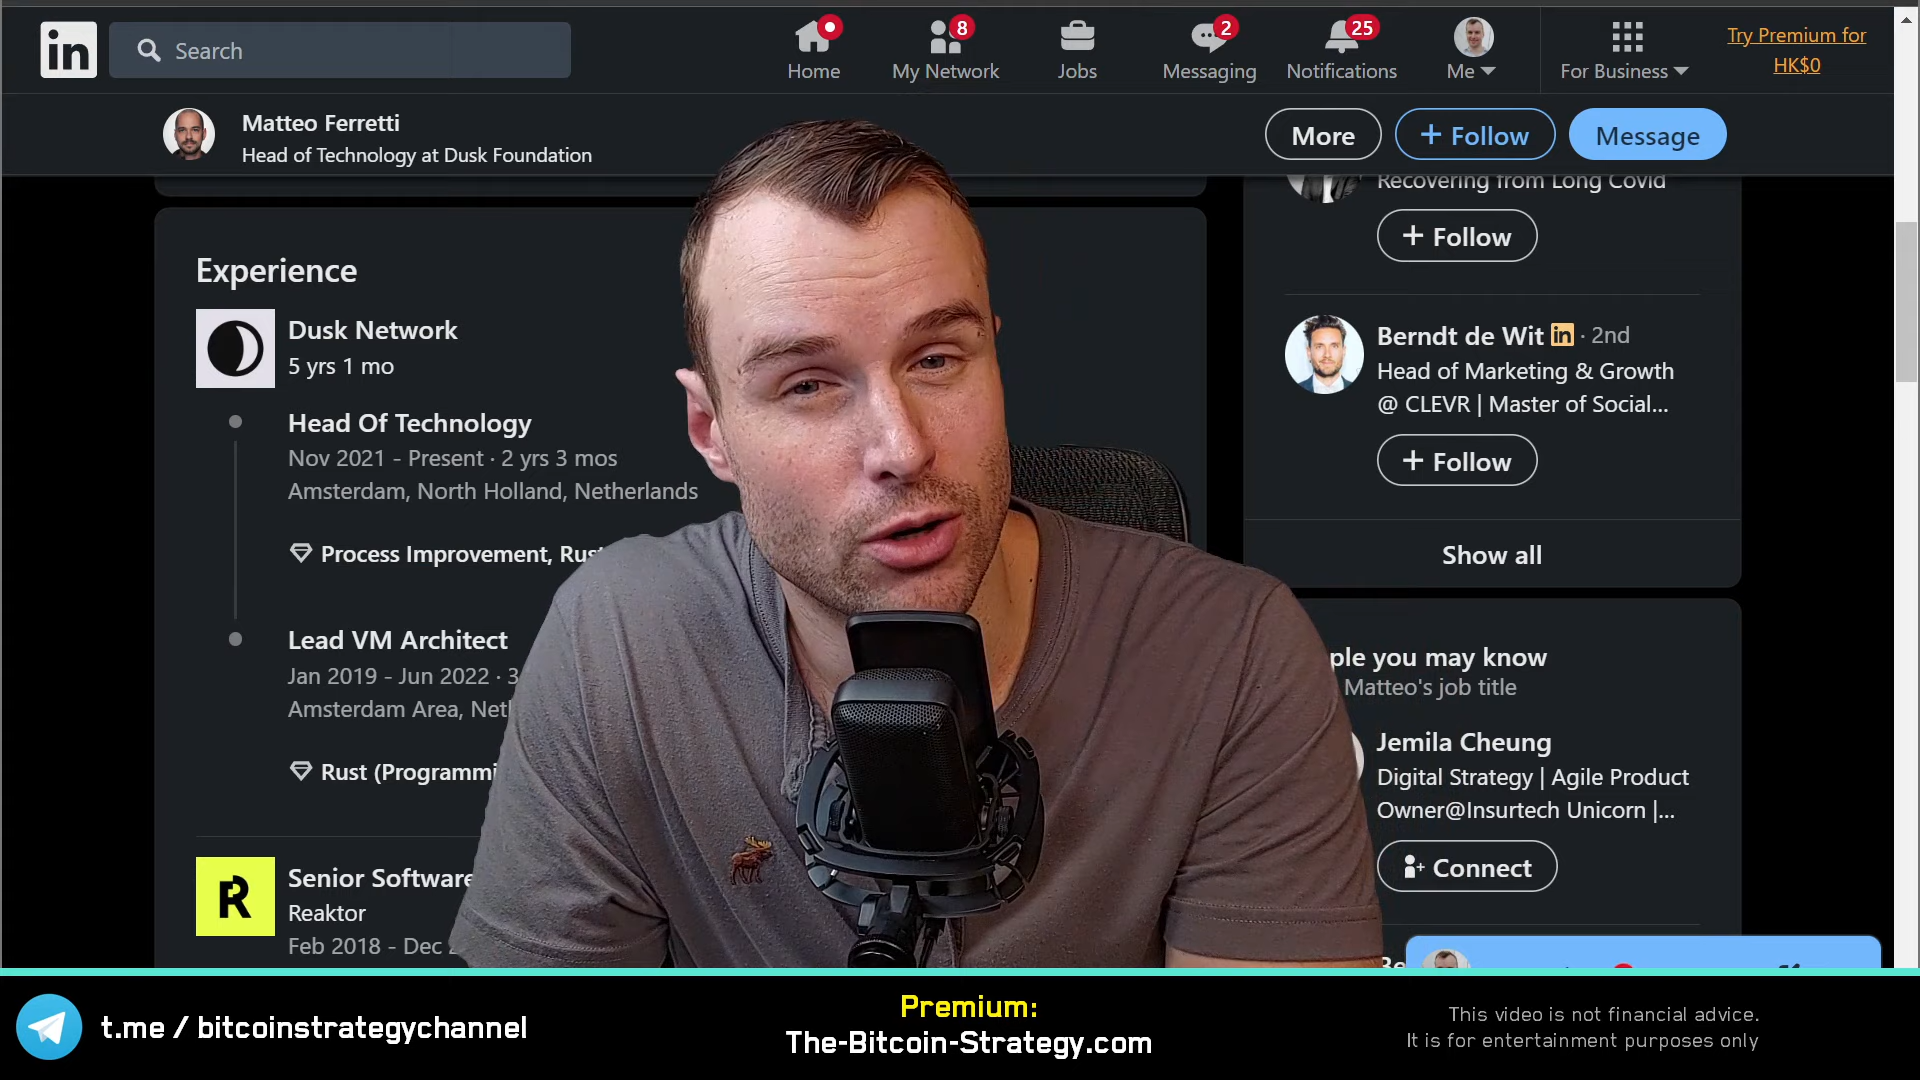 in
Search
Home
8
My Network
Jobs
2
Messaging
25
Notifications
Me
For Business
Try Premium for
HK$0
Matteo Ferretti
Head of Technology at Dusk Foundation
More
+ Follow
Message
Recovering from Long Covid
+ Follow
Experience
Dusk Network
5 yrs 1 mo
Head Of Technology
Nov 2021 - Present · 2 yrs 3 mos
Amsterdam, North Holland, Netherlands
Process Improvement, Rus
Lead VM Architect
Jan 2019 - Jun 2022 · 3
Amsterdam Area, Net
Rust (Programmi
R
Senior Software
Reaktor
Feb 2018 - Dec
Berndt de Wit in · 2nd
Head of Marketing & Growth
@ CLEVR | Master of Social...
+ Follow
Show all
ple you may know
Matteo's job title
Jemila Cheung
Digital Strategy | Agile Product
Owner@Insurtech Unicorn |...
Connect
t.me / bitcoinstrategychannel
Premium:
The-Bitcoin-Strategy.com
This video is not financial advice.
It is for entertainment purposes only